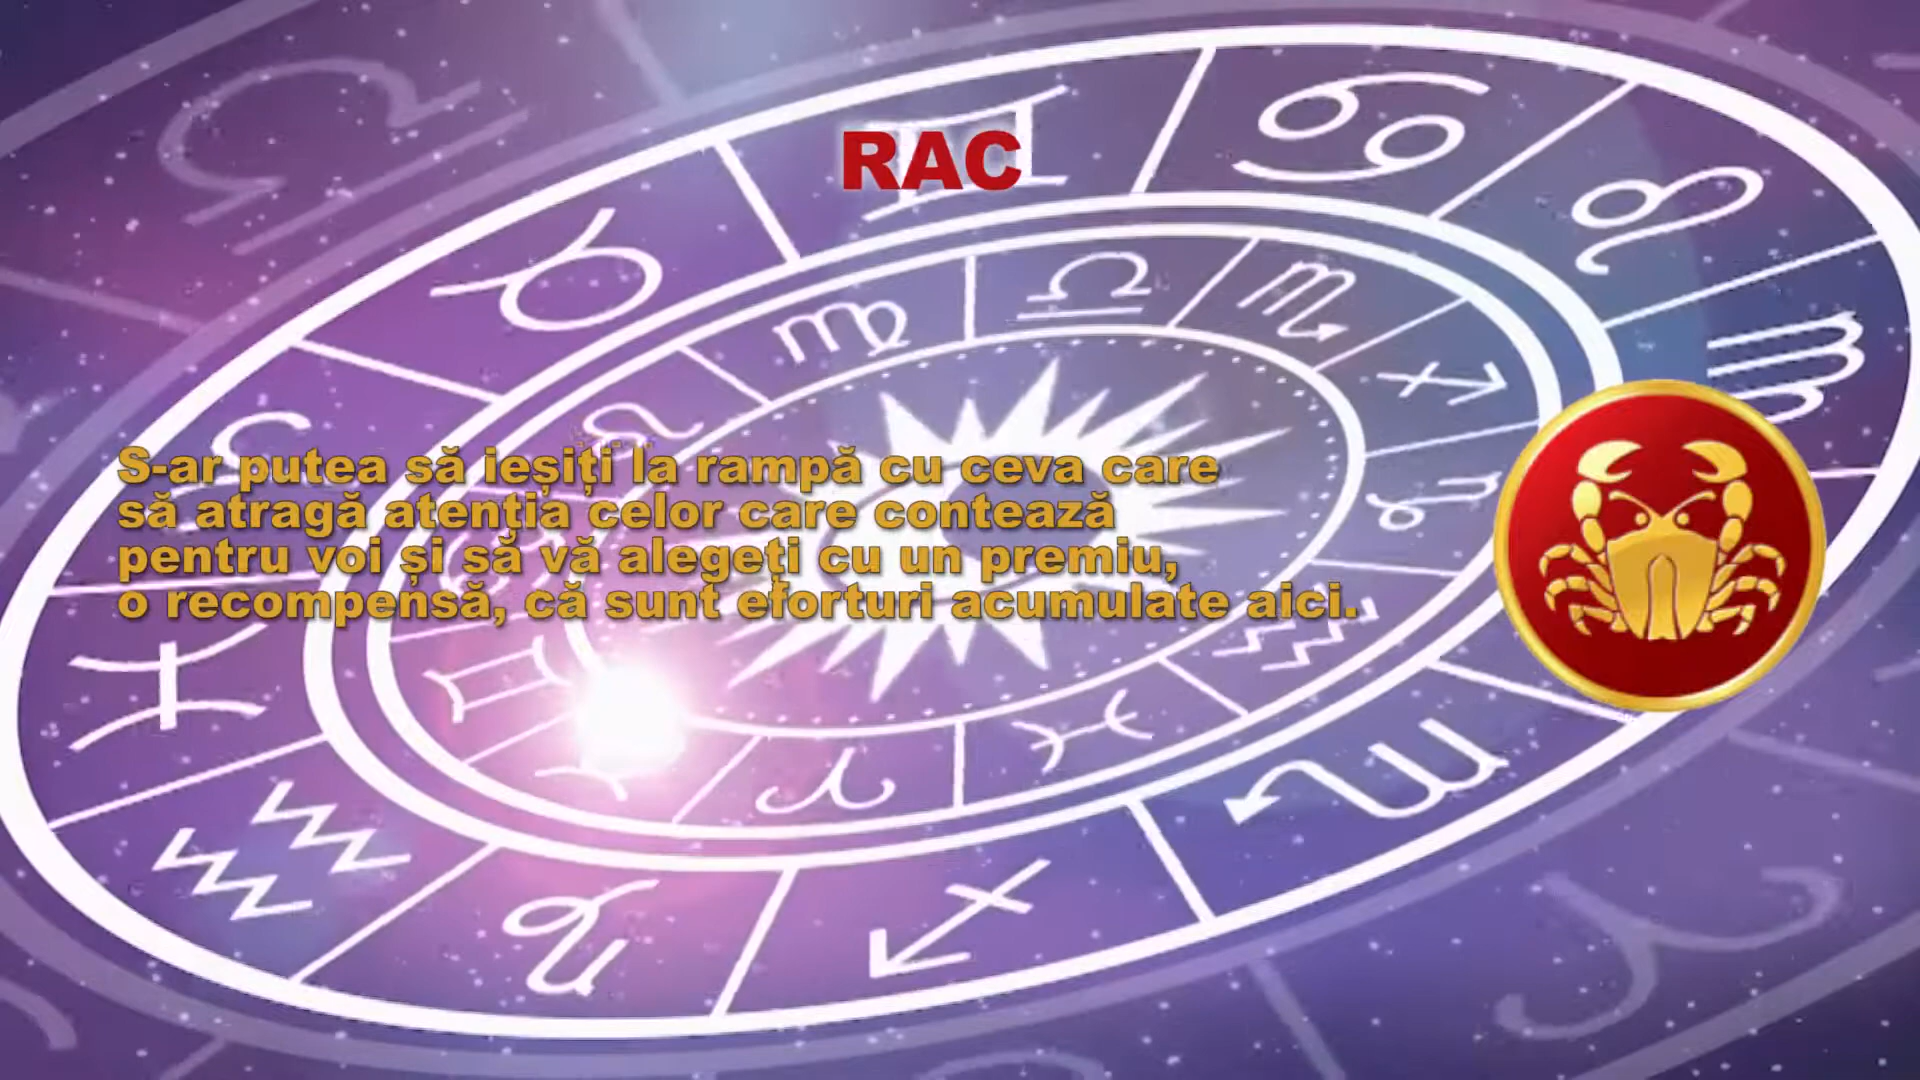 RAC
S-ar putea să ieșiți la rampă cu ceva care
să atragă atenția celor care contează
pentru voi și să vă alegeți cu un premiu,
o recompensă, că sunt eforturi acumulate aici.